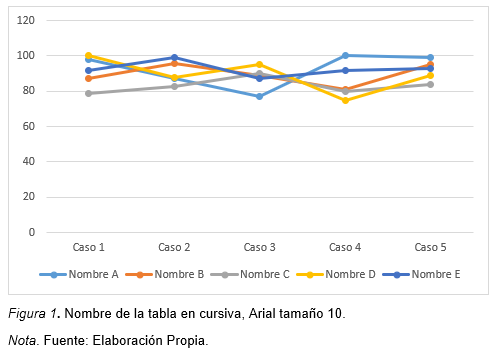 120
100
80
60
40
20
0
Caso 1 Caso 2 Caso 3 Caso 4 Caso 5
Nombre A Nombre B Nombre C Nombre D Nombre E
Figura 1. Nombre de la tabla en cursiva, Arial tamaño 10.
Nota. Fuente: Elaboración Propia.